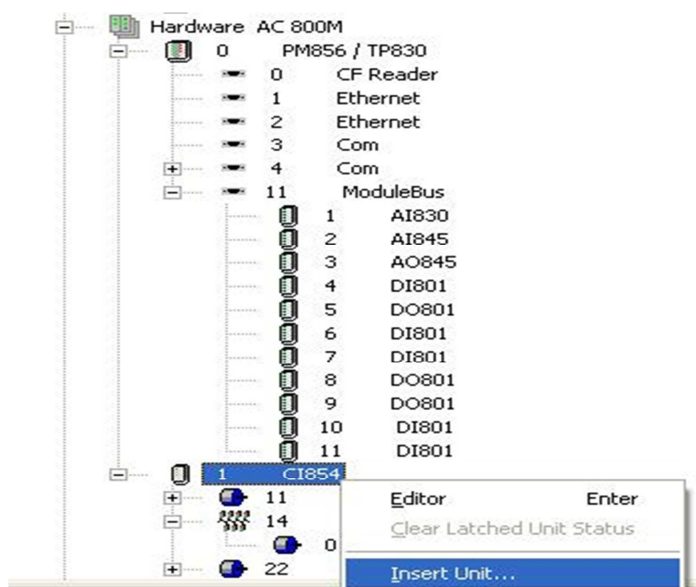 Hardware AC 800M
0 PM856 / TP830
0 CF Reader
1 Ethernet
2 Ethernet
3 Com
4 Com
11 ModuleBus
1 AI830
2 AI845
3 AO845
4 DI801
5 DO801
6 DI801
7 DI801
8 DO801
9 DO801
10 DI801
11 DI801
1 CI854
11
14
0
22
Editor Enter
Clear Latched Unit Status
Insert Unit...